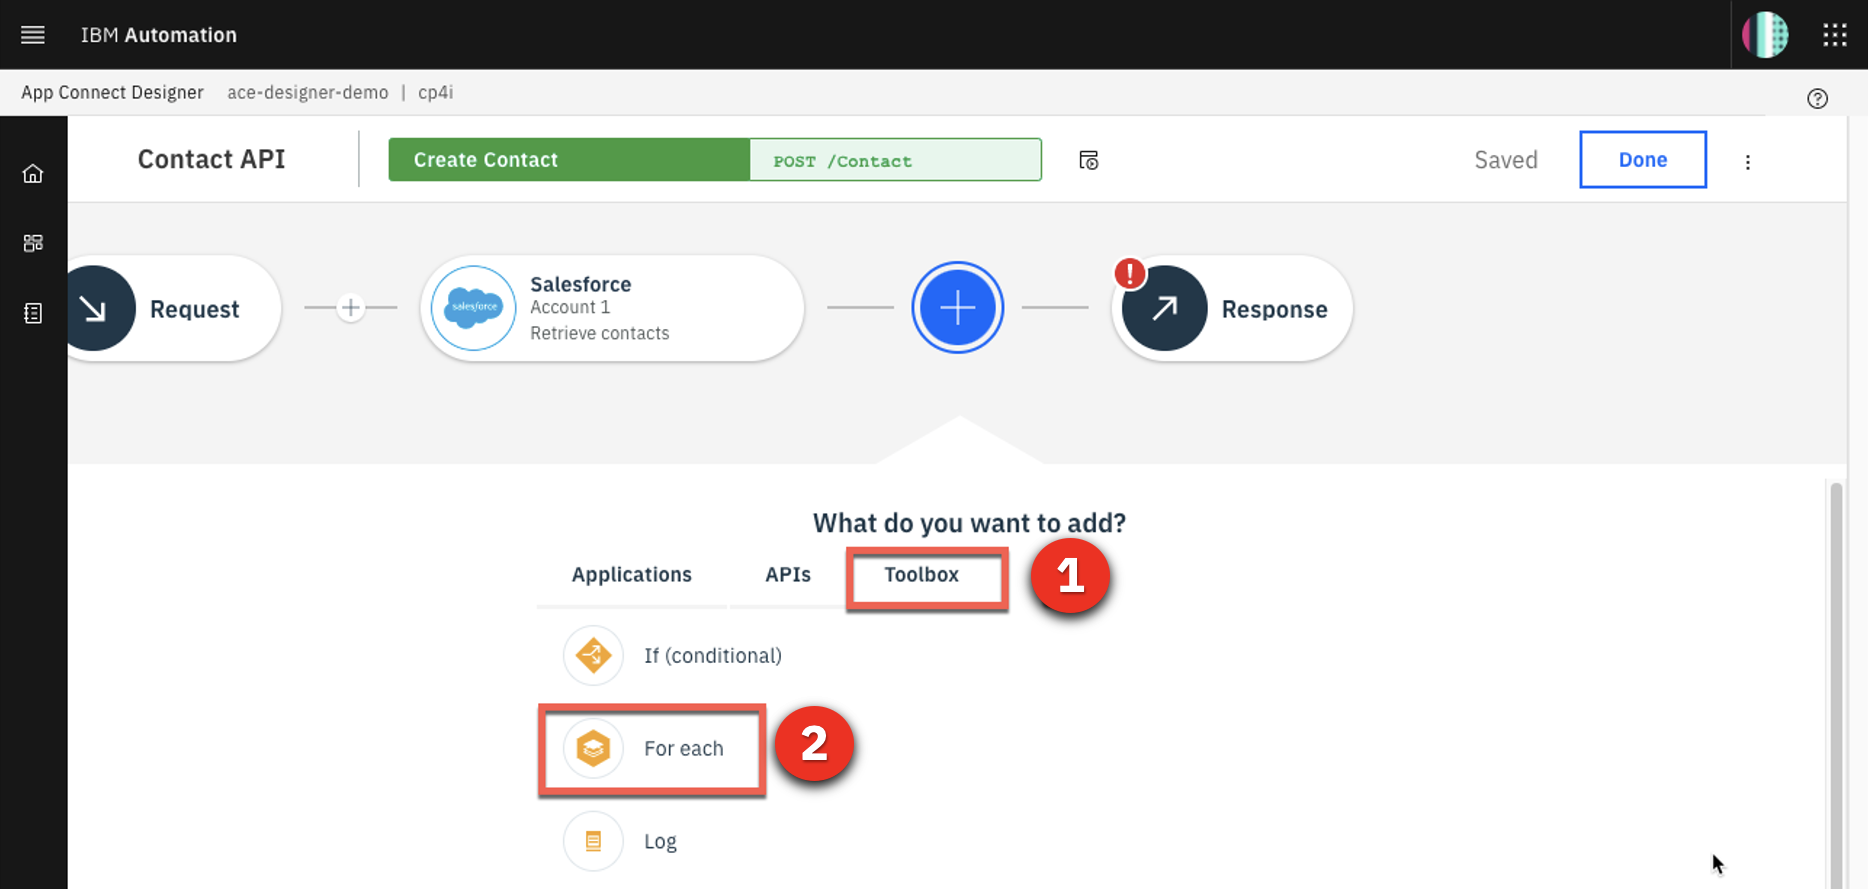 IBM Automation
App Connect Designer ace-designer-demo | cp4i
Contact API
Create Contact
POST /Contact
Saved
Done
Request
salesforce
Salesforce
Account 1
Retrieve contacts
!
Response
What do you want to add?
Applications
APIs
Toolbox
1
If (conditional)
For each
2
Log